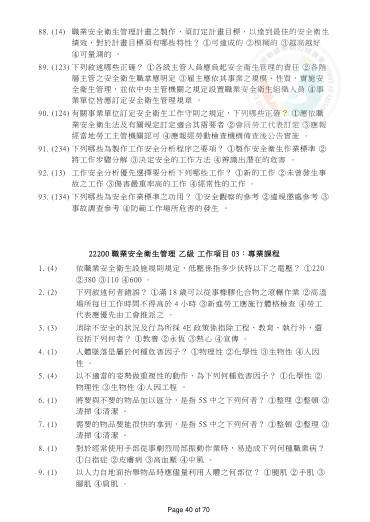 88. (14) 職業安全衛生管理計畫之製作，須訂定計畫目標，以達到最佳的安全衛生
績效，對於計畫目標須有哪些特性？ ①可達成的 ②模糊的 ③越高越好
④可量測的 。
89. (123) 下列敘述哪些正確？ ①各級主管人員應負起安全衛生管理的責任 ②各階
層主管之安全衛生職掌應明定 ③雇主應依其事業之規模、性質，實施安
全衛生管理，並依中央主管機關之規定設置職業安全衛生組織人員 ④事
業單位皆應訂定安全衛生管理規章 。
90. (124) 有關事業單位訂定安全衛生工作守則之規定，下列哪些正確？ ①應依職
業安全衛生法及有關規定訂定適合其需要者 ②會同勞工代表訂定 ③應報
經當地勞工主管機關認可 ④應報經勞動檢查機構備查後公告實施 。
91. (234) 下列哪些為製作工作安全分析程序之要項？ ①製作安全衛生作業標準 ②
將工作步驟分解 ③決定安全的工作方法 ④辨識出潛在的危害 。
92. (13) 工作安全分析優先選擇要分析下列哪些工作？ ①新的工作 ②未曾發生事
故之工作 ③傷害嚴重率高的工作 ④經常性的工作 。
93. (134) 下列哪些為安全作業標準之功用？ ①安全觀察的參考 ②違規懲處參考 ③
事故調查參考 ④防範工作場所危害的發生 。
22200 職業安全衛生管理 乙級 工作項目 03：專業課程
1. (4) 依職業安全衛生設施規則規定，低壓係指多少伏特以下之電壓？ ①220
②380 ③110 ④600 。
2. (2) 下列敘述何者錯誤？ ①滿 18 歲可以從事橡膠化合物之滾輾作業 ②高溫
場所每日工作時間不得高於 4 小時 ③新進勞工應施行體格檢查 ④勞工
代表應優先由工會推派之 。
3. (3) 消除不安全的狀況及行為所採 4E 政策係指除工程、教育、執行外，還
包括下列何者？ ①教養 ②永恆 ③熱心 ④宣傳 。
4. (1) 人體墜落是屬於何種危害因子？ ①物理性 ②化學性 ③生物性 ④人因
性 。
5. (4) 以不適當的姿勢做重複性的動作，為下列何種危害因子？ ①化學性 ②
物理性 ③生物性 ④人因工程 。
6. (1) 將要與不要的物品加以區分，是指 5S 中之下列何者？ ①整理 ②整頓 ③
清掃 ④清潔 。
7. (1) 需要的物品要能很快的拿到，是指 5S 中之下列何者？ ①整頓 ②整理 ③
清掃 ④清潔 。
8. (1) 對於經常使用手部從事劇烈局部振動作業時，易造成下列何種職業病？
①白指症 ②皮膚病 ③高血壓 ④中風 。
9. (1) 以人力自地面抬舉物品時應儘量利用人體之何部位？ ①腿肌 ②手肌 ③
腳肌 ④肩肌 。
Page 40 of 70